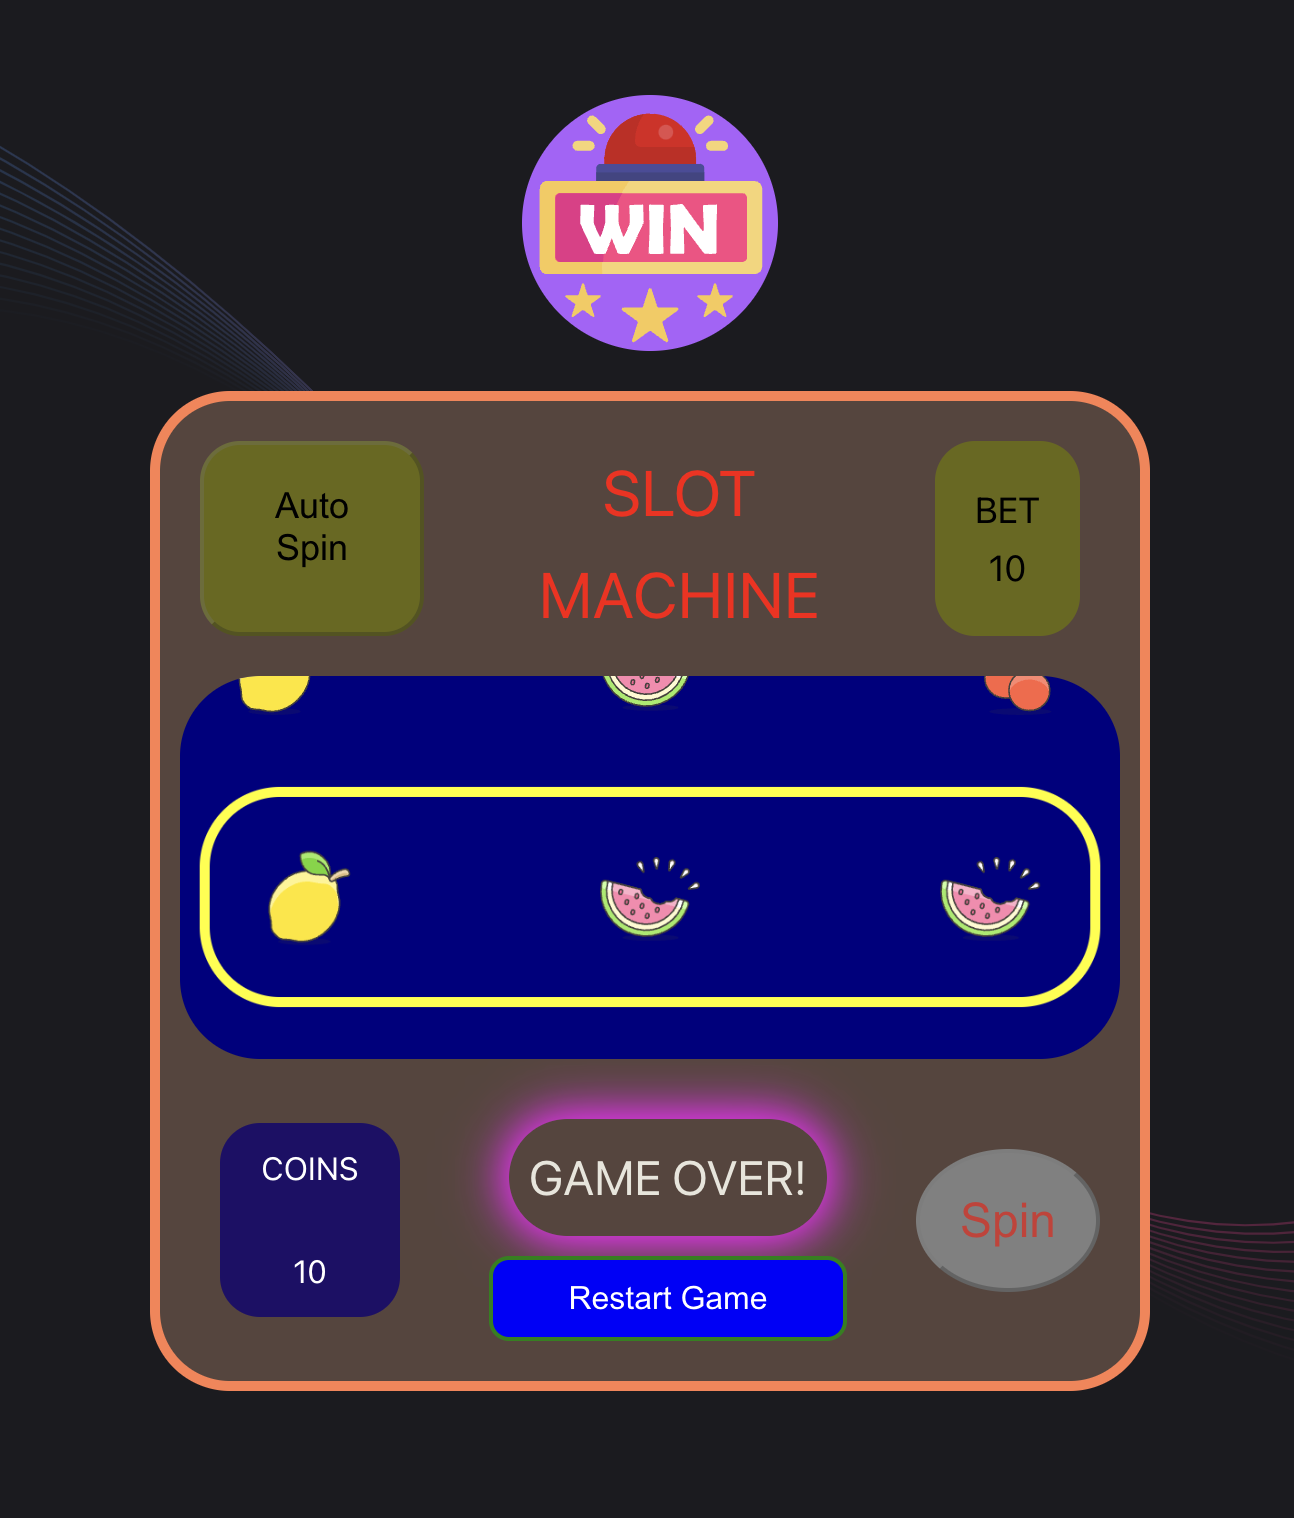 WIN
Auto
Spin
SLOT
MACHINE
BET
10
COINS
10
GAME OVER!
Restart Game
Spin